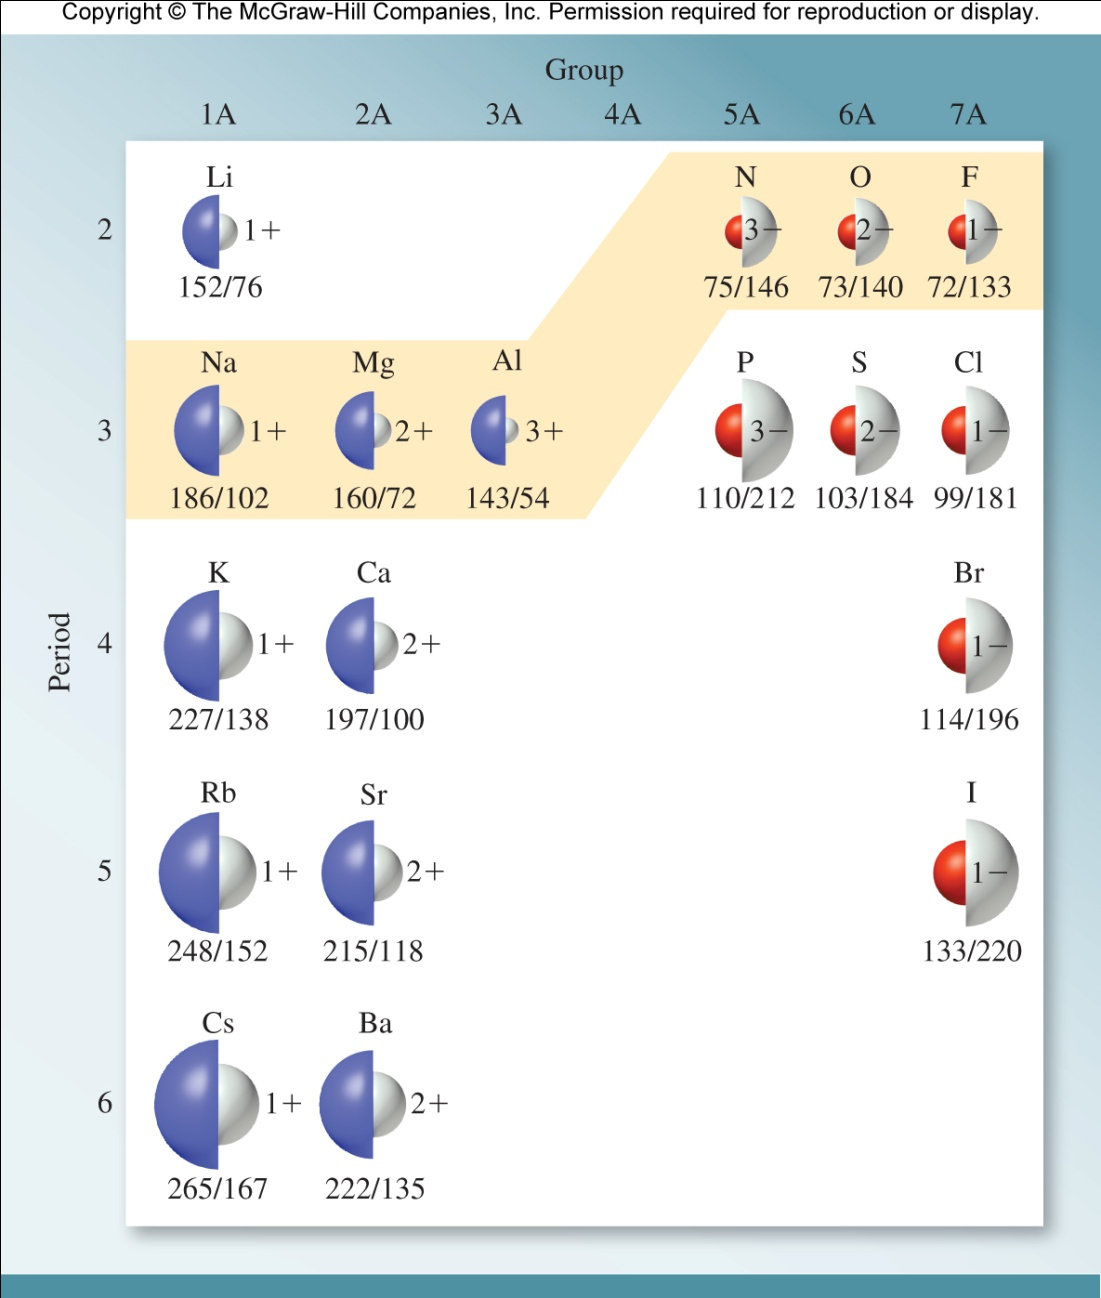 Copyright © The McGraw-Hill Companies, Inc. Permission required for reproduction or display.
Group
1A 2A 3A 4A 5A 6A 7A
Li N O F
2 1+ 3− 2− 1−
152/76 75/146 73/140 72/133
Na Mg Al P S Cl
3 1+ 2+ 3+ 3− 2− 1−
186/102 160/72 143/54 110/212 103/184 99/181
K Ca Br
Period
4 1+ 2+ 1−
227/138 197/100 114/196
Rb Sr I
5 1+ 2+ 1−
248/152 215/118 133/220
Cs Ba
6 1+ 2+
265/167 222/135